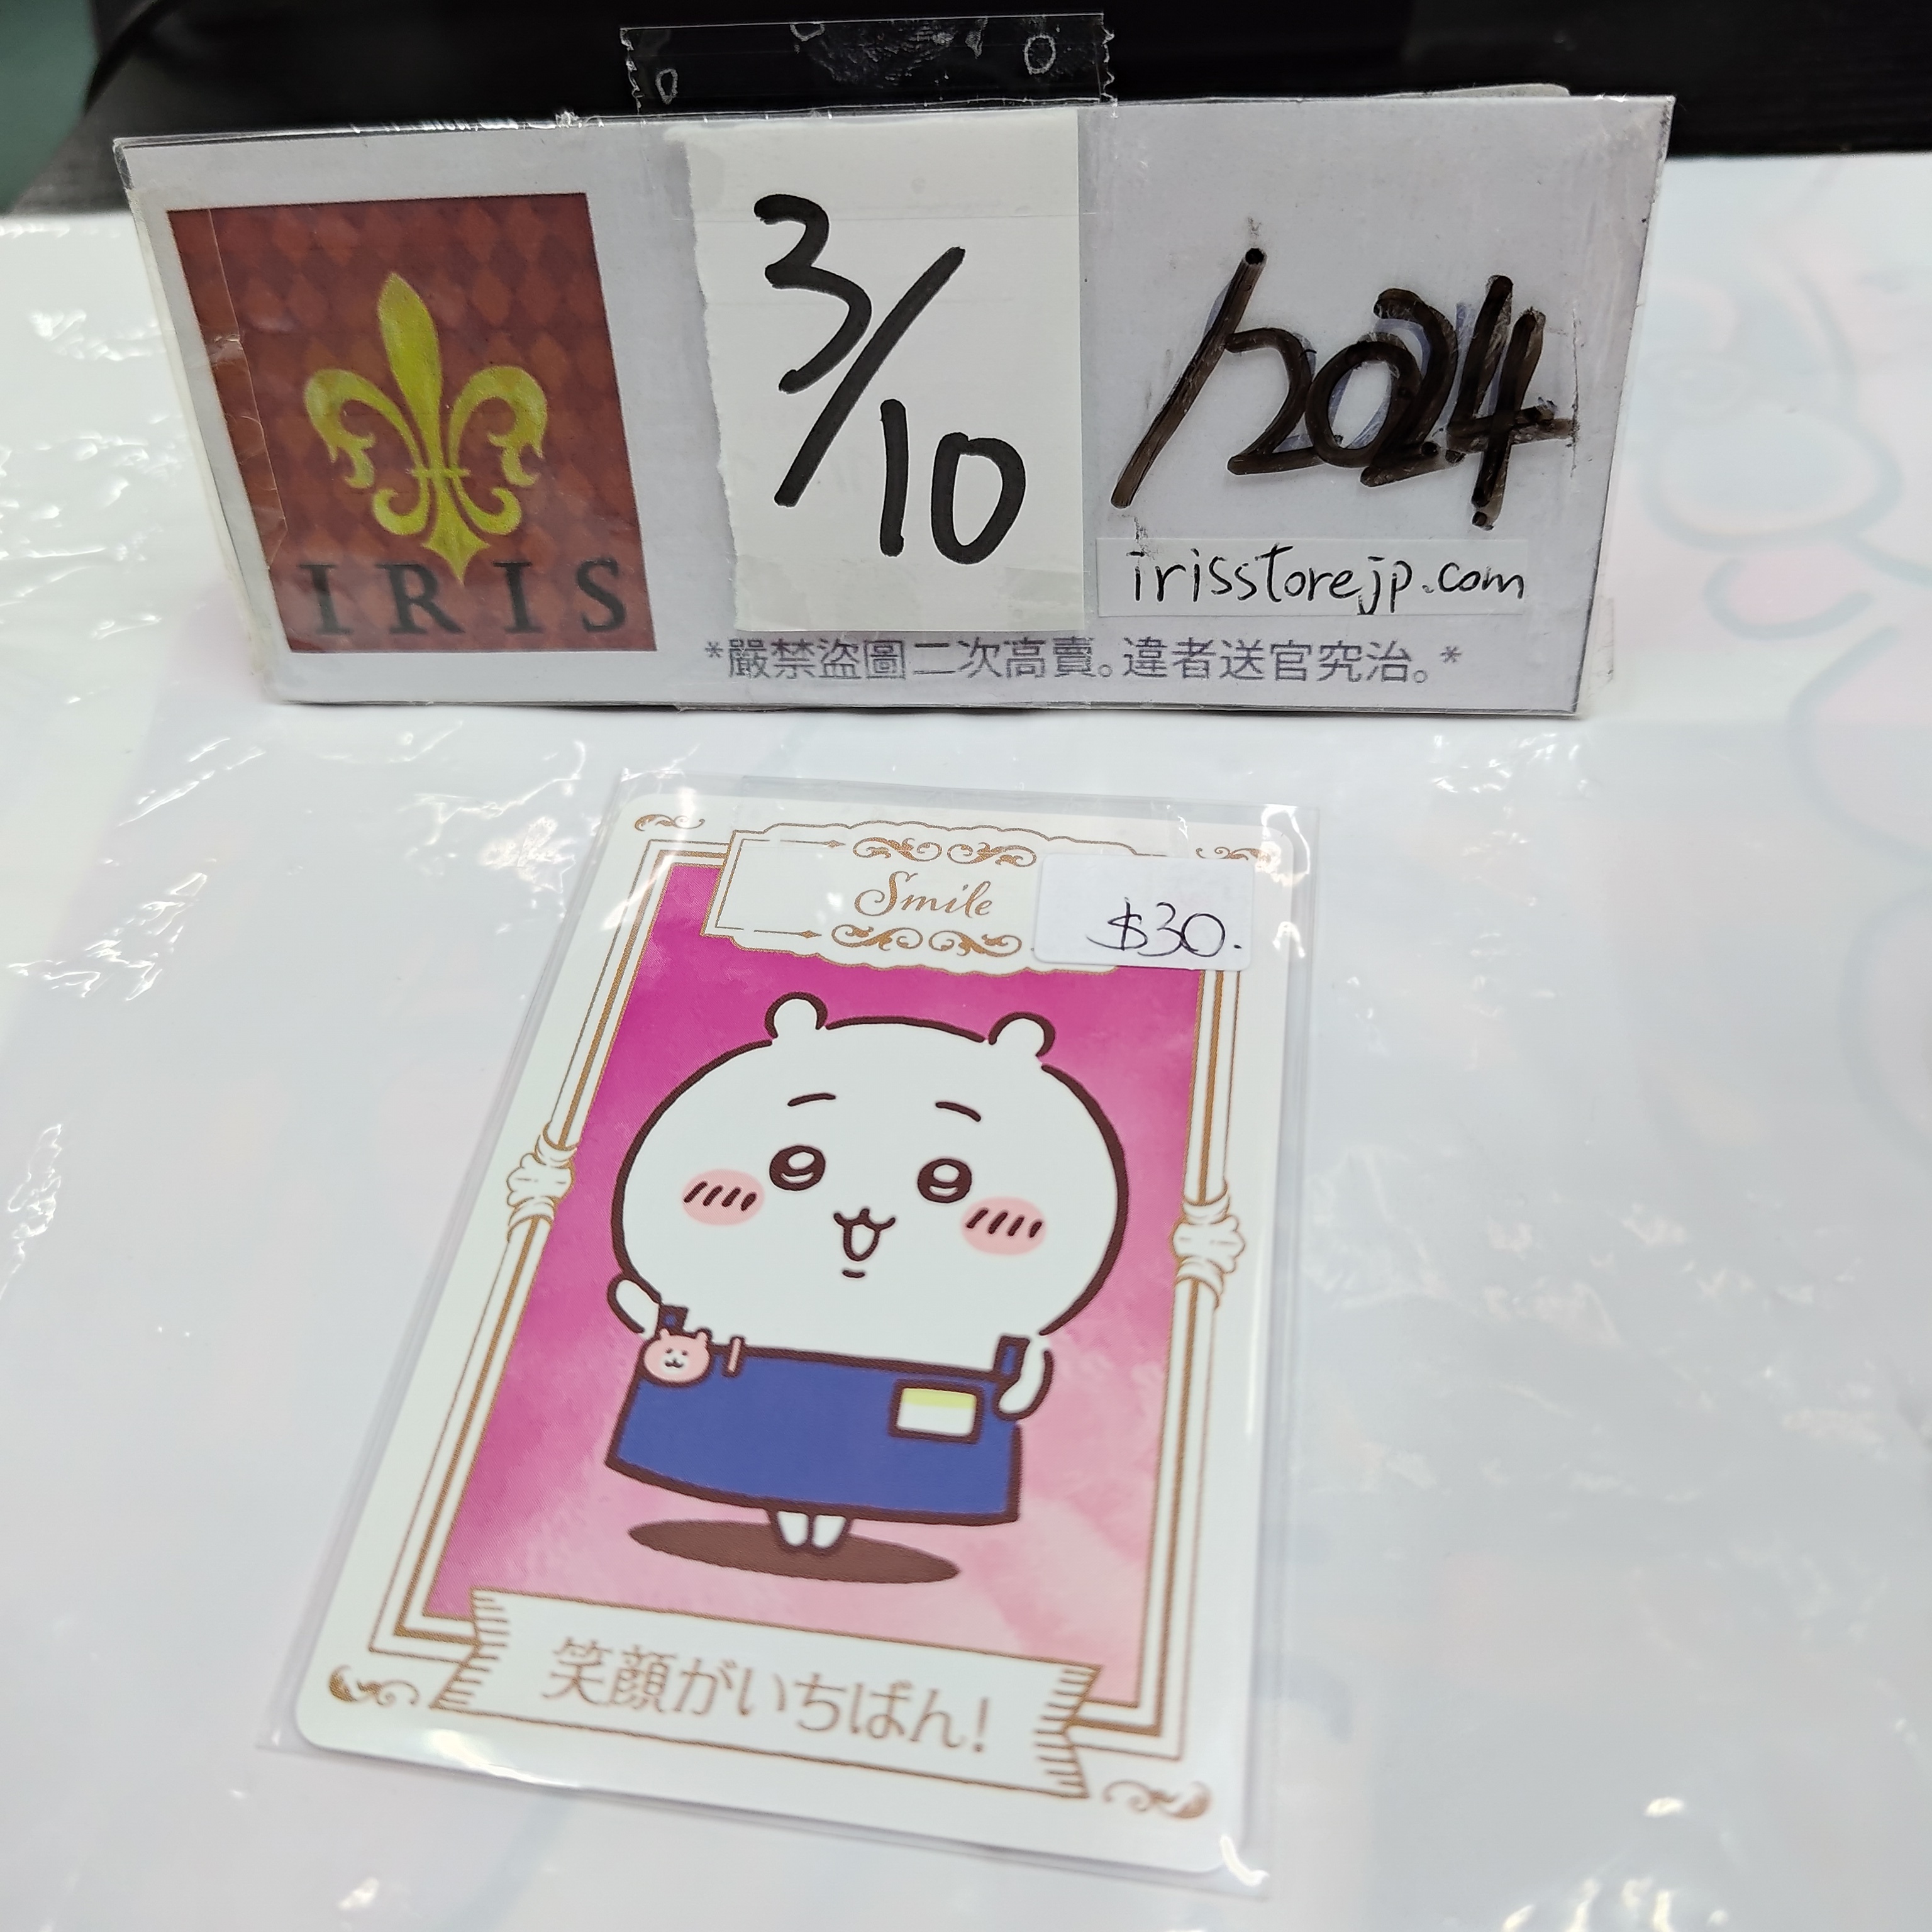 IRIS
3/10
/2024
irisstorejp.com
*嚴禁盜圖二次高賣。違者送官究治。*
Smile
$30.
笑顔がいちばん!